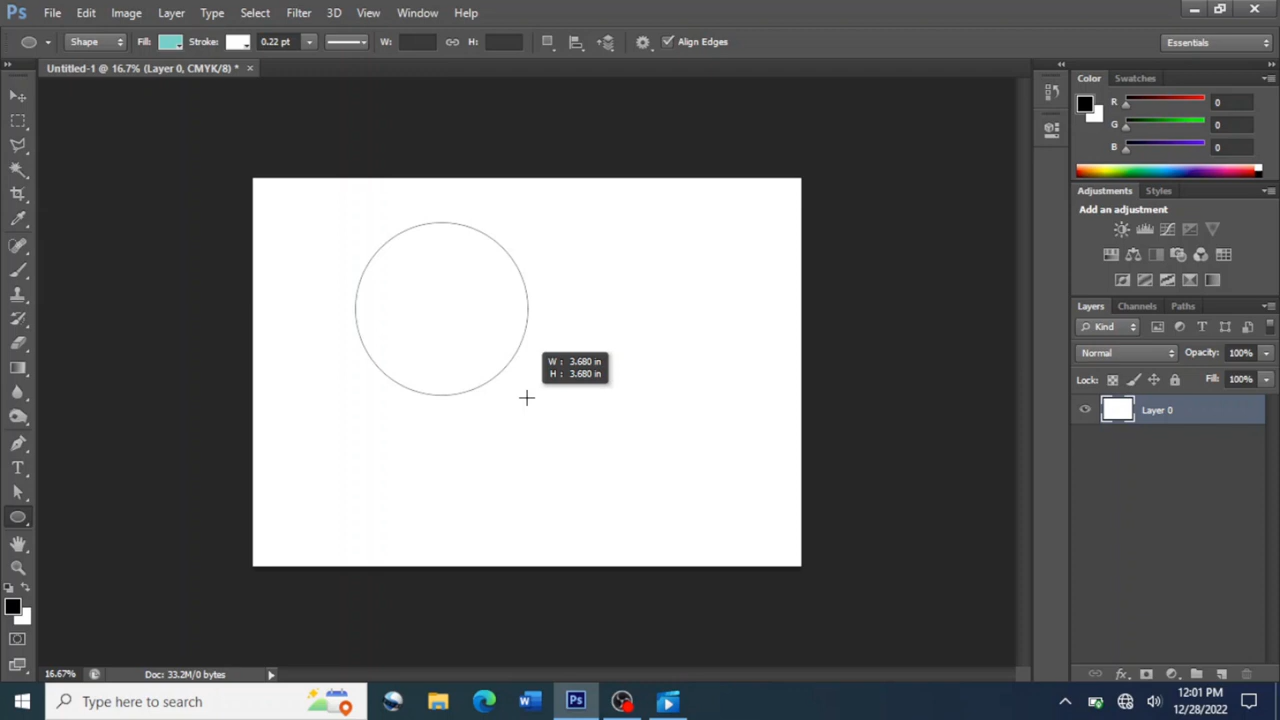 Ps File Edit Image Layer Type Select Filter 3D View Window Help
Shape Fill: Stroke: 0.22 pt W: H: Align Edges Essentials
Untitled-1 @ 16.7% (Layer 0, CMYK/8) * ×
Color Swatches
R 0
G 0
B 0
Adjustments Styles
Add an adjustment
Layers Channels Paths
Kind
Normal Opacity: 100%
Lock: Fill: 100%
Layer 0
W : 3.680 in
H : 3.680 in
16.67% Doc: 33.2M/0 bytes
Type here to search
12:01 PM
12/28/2022